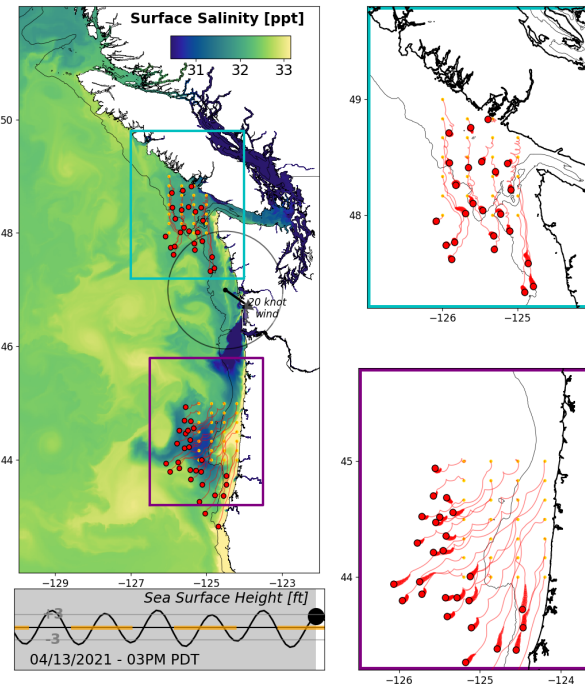 Surface Salinity [ppt]
31 32 33
50
48
46
44
20 knot
wind
−129 −127 −125 −123
Sea Surface Height [ft]
+3
-3
04/13/2021 - 03PM PDT
49
48
−126 −125
45
44
−126 −125 −124